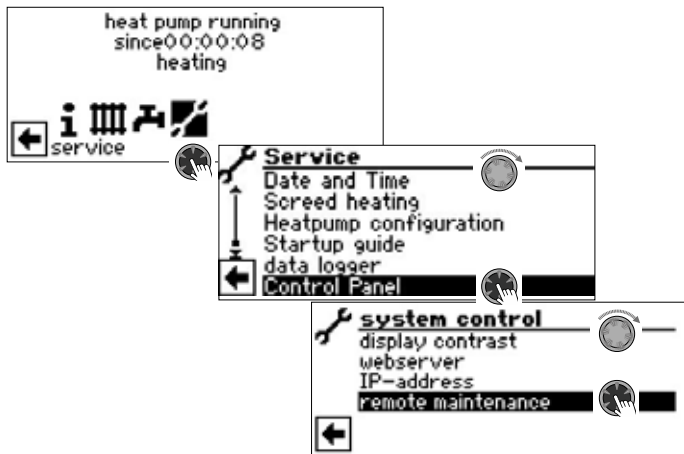 heat pump running
since00:00:08
heating
service
Service
Date and Time
Screed heating
Heatpump configuration
Startup guide
data logger
Control Panel
system control
display contrast
webserver
IP-address
remote maintenance